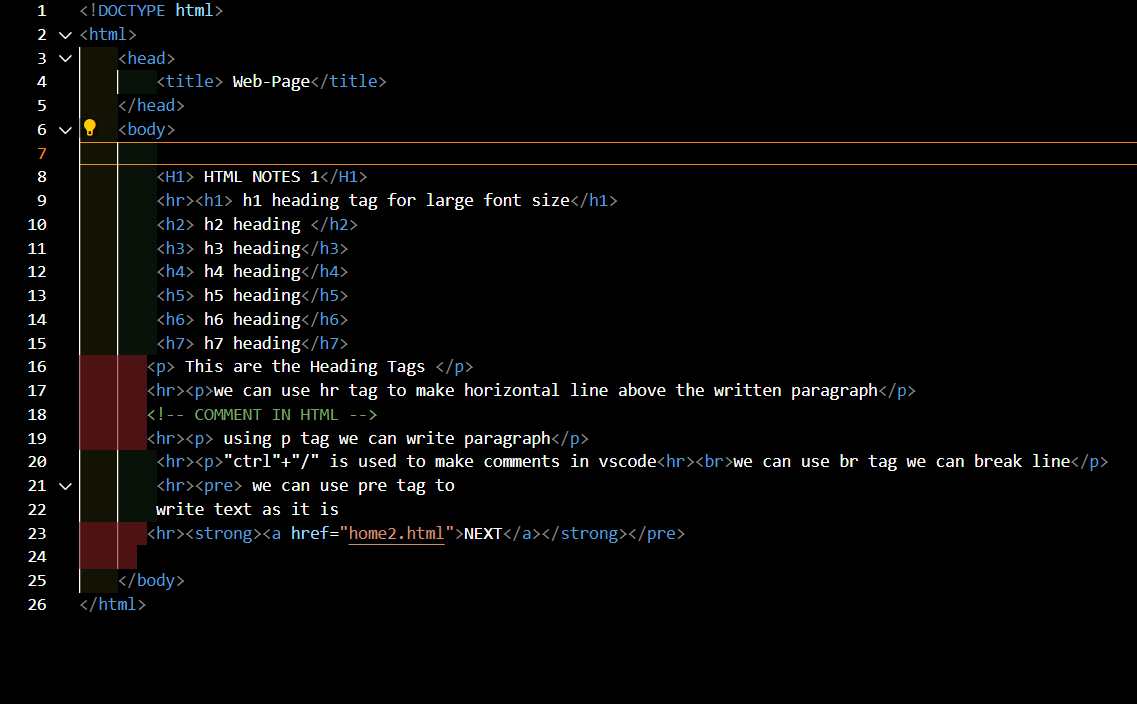 1 <!DOCTYPE html>
2 <html>
3 <head>
4 <title> Web-Page</title>
5 </head>
6 <body>
7
8 <H1> HTML NOTES 1</H1>
9 <hr><h1> h1 heading tag for large font size</h1>
10 <h2> h2 heading </h2>
11 <h3> h3 heading</h3>
12 <h4> h4 heading</h4>
13 <h5> h5 heading</h5>
14 <h6> h6 heading</h6>
15 <h7> h7 heading</h7>
16 <p> This are the Heading Tags </p>
17 <hr><p>we can use hr tag to make horizontal line above the written paragraph</p>
18 <!-- COMMENT IN HTML -->
19 <hr><p> using p tag we can write paragraph</p>
20 <hr><p>"ctrl"+"/" is used to make comments in vscode<hr><br>we can use br tag we can break line</p>
21 <hr><pre> we can use pre tag to
22 write text as it is
23 <hr><strong><a href="home2.html">NEXT</a></strong></pre>
24
25 </body>
26 </html>